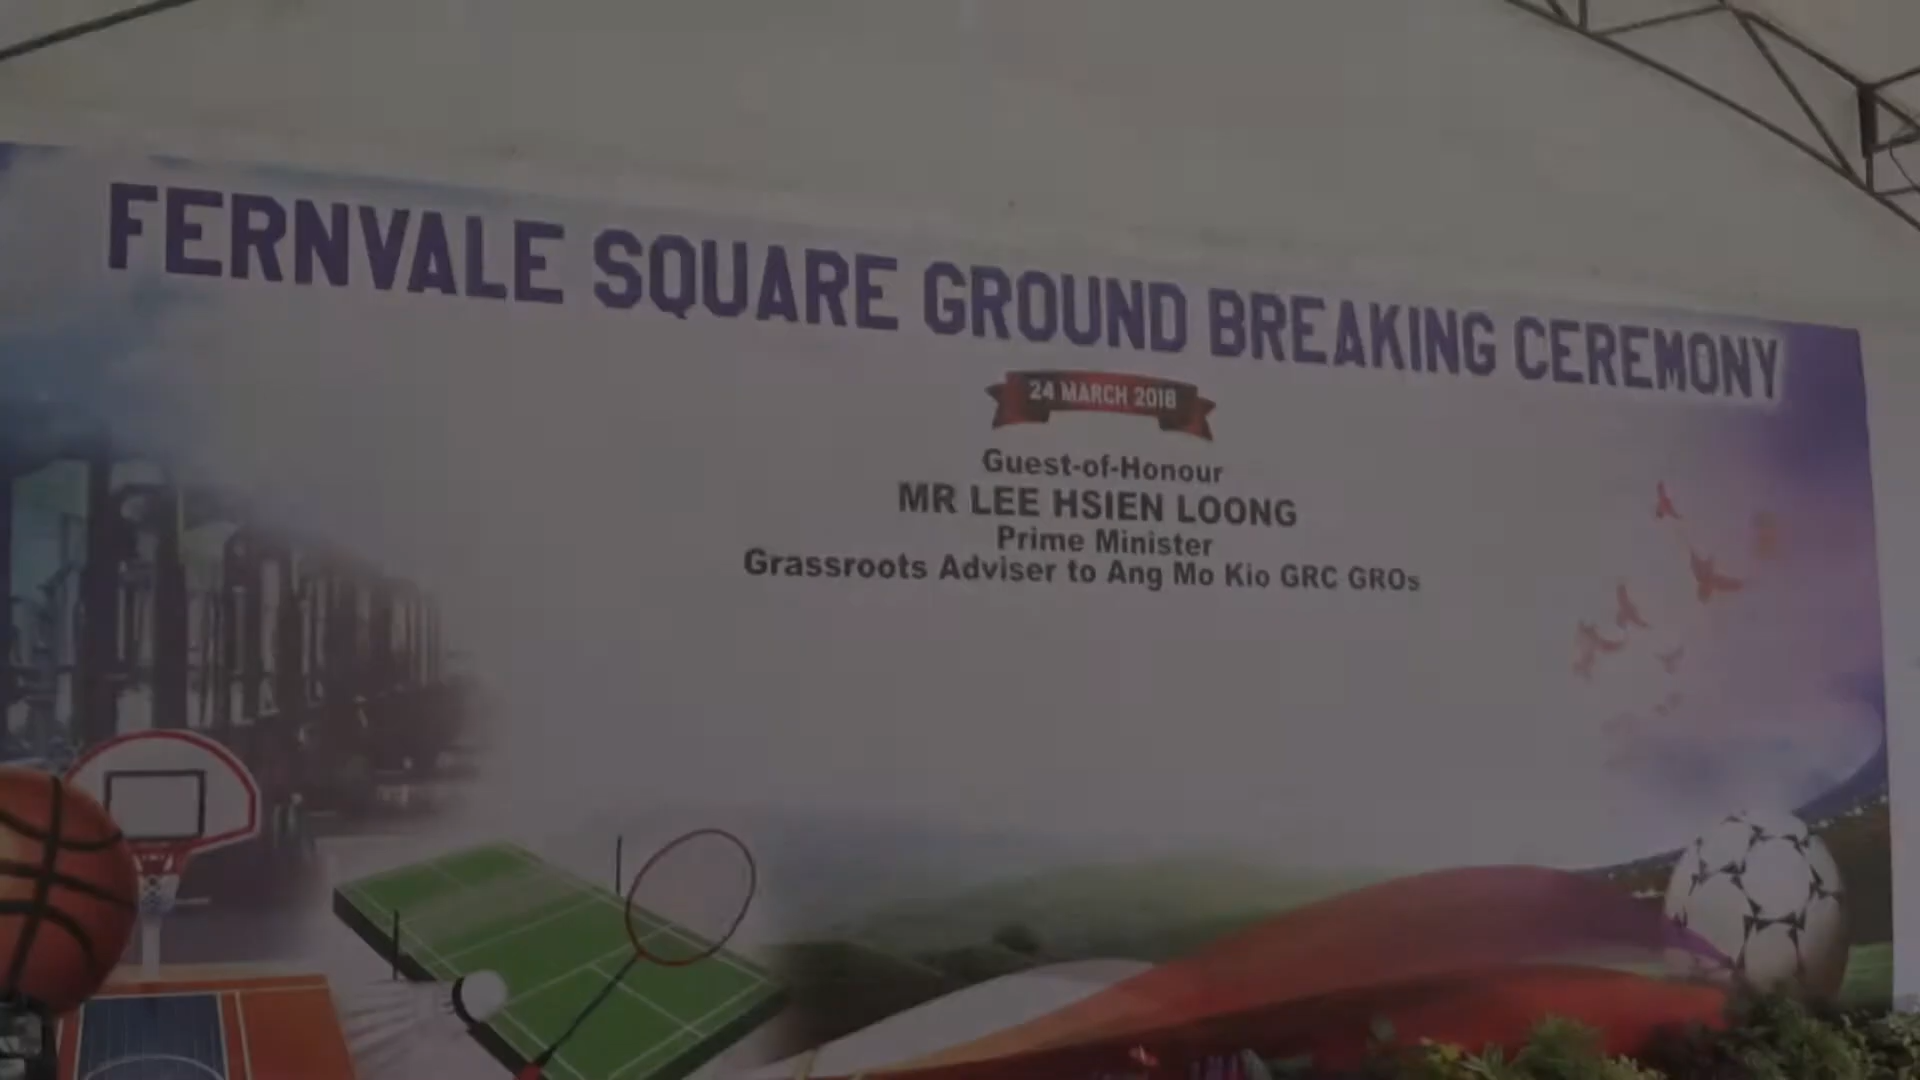 FERNVALE SQUARE GROUND BREAKING CEREMONY
24 MARCH 2018
Guest-of-Honour
MR LEE HSIEN LOONG
Prime Minister
Grassroots Adviser to Ang Mo Kio GRC GROs